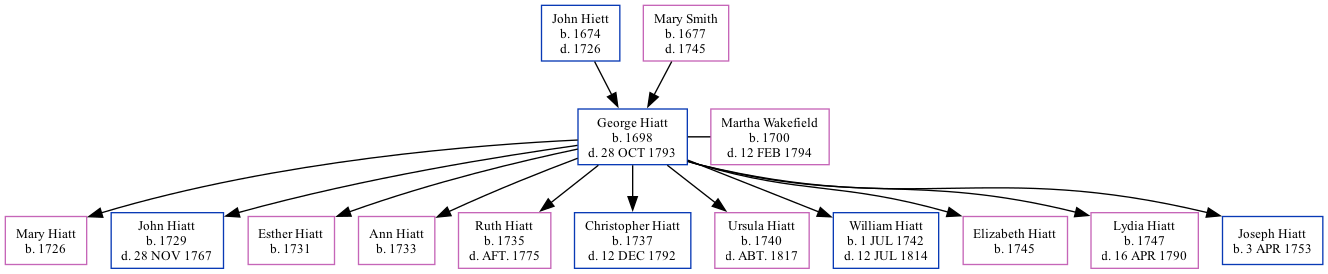 John Hiett
b. 1674
d. 1726
Mary Smith
b. 1677
d. 1745
George Hiatt
b. 1698
d. 28 OCT 1793
Martha Wakefield
b. 1700
d. 12 FEB 1794
Mary Hiatt
b. 1726
John Hiatt
b. 1729
d. 28 NOV 1767
Esther Hiatt
b. 1731
Ann Hiatt
b. 1733
Ruth Hiatt
b. 1735
d. AFT. 1775
Christopher Hiatt
b. 1737
d. 12 DEC 1792
Ursula Hiatt
b. 1740
d. ABT. 1817
William Hiatt
b. 1 JUL 1742
d. 12 JUL 1814
Elizabeth Hiatt
b. 1745
Lydia Hiatt
b. 1747
d. 16 APR 1790
Joseph Hiatt
b. 3 APR 1753